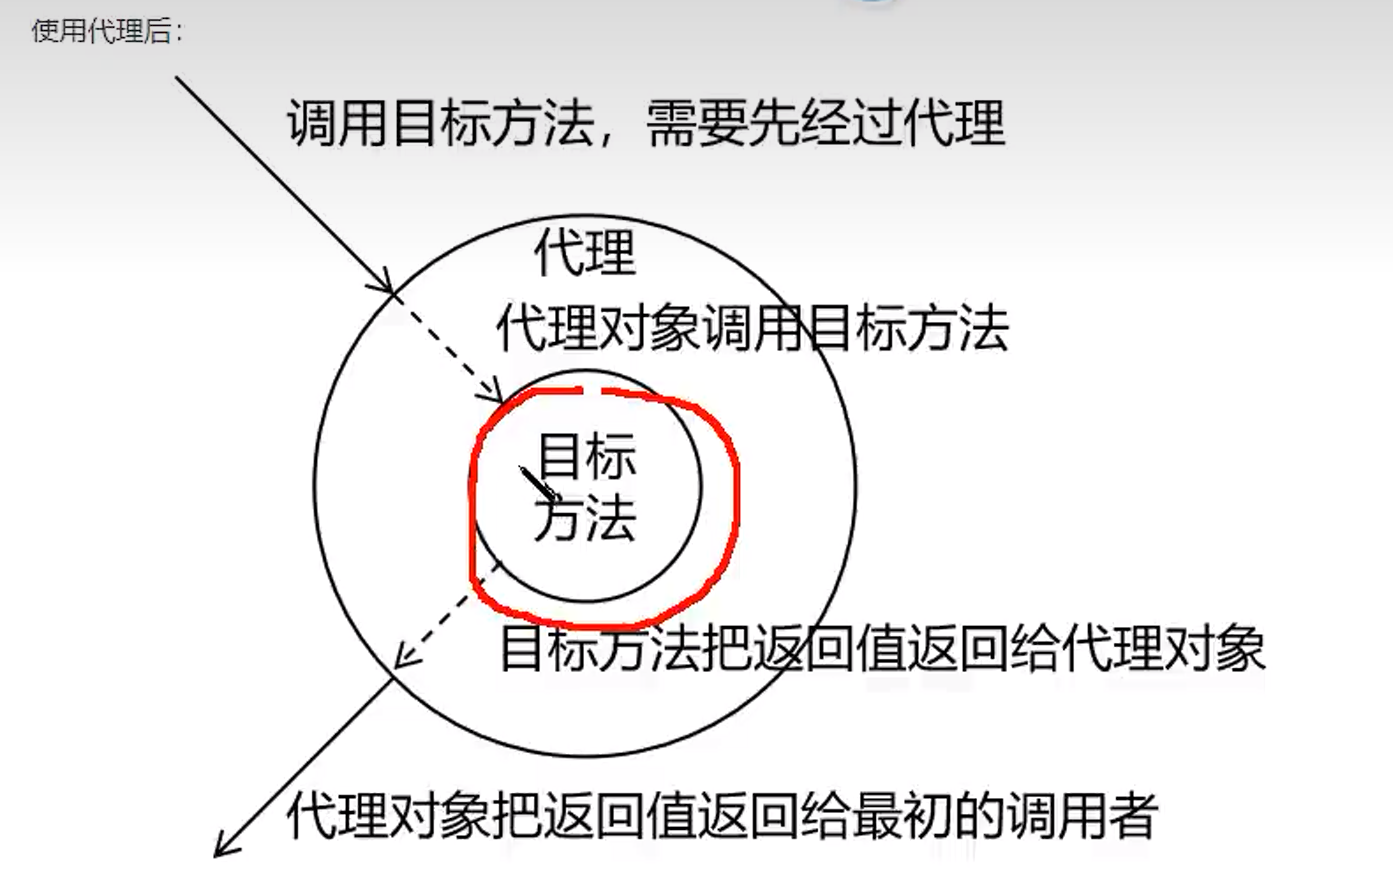 使用代理后：
调用目标方法，需要先经过代理
代理
代理对象调用目标方法
目标
方法
目标方法把返回值返回给代理对象
代理对象把返回值返回给最初的调用者